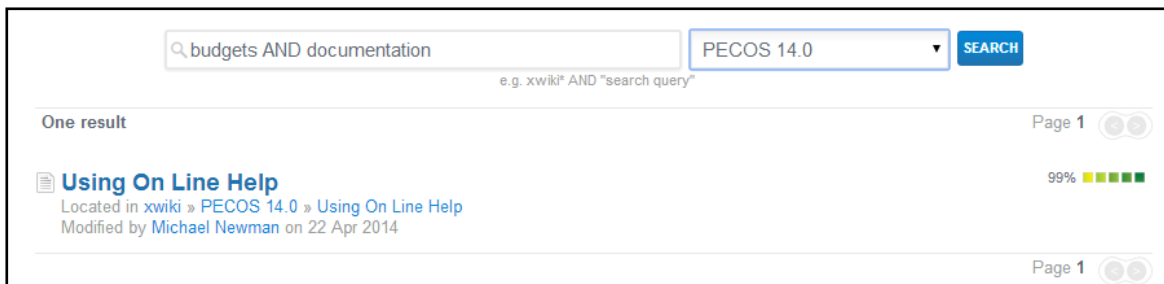 budgets AND documentation PECOS 14.0 SEARCH
e.g. xwiki* AND "search query"
One result Page 1 < >
Using On Line Help 99%
Located in xwiki » PECOS 14.0 » Using On Line Help
Modified by Michael Newman on 22 Apr 2014
Page 1 < >